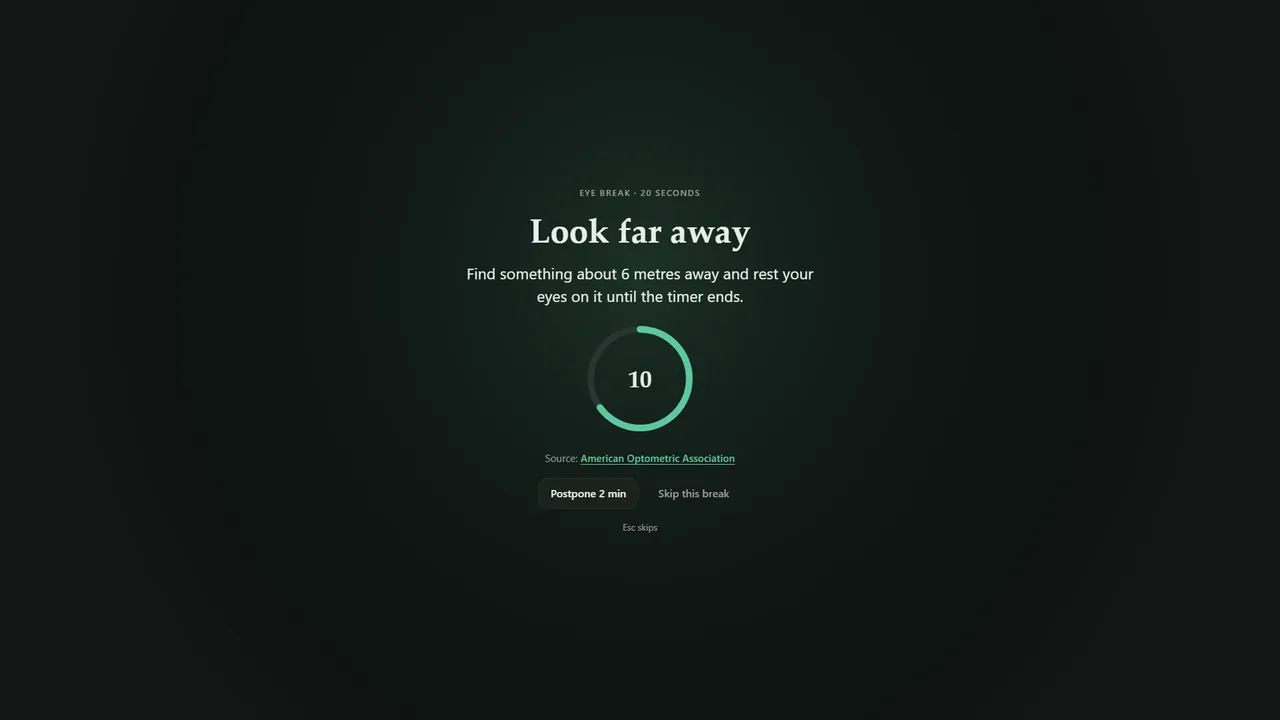 EYE BREAK · 20 SECONDS
Look far away
Find something about 6 metres away and rest your
eyes on it until the timer ends.
10
Source: American Optometric Association
Postpone 2 min
Skip this break
Esc skips